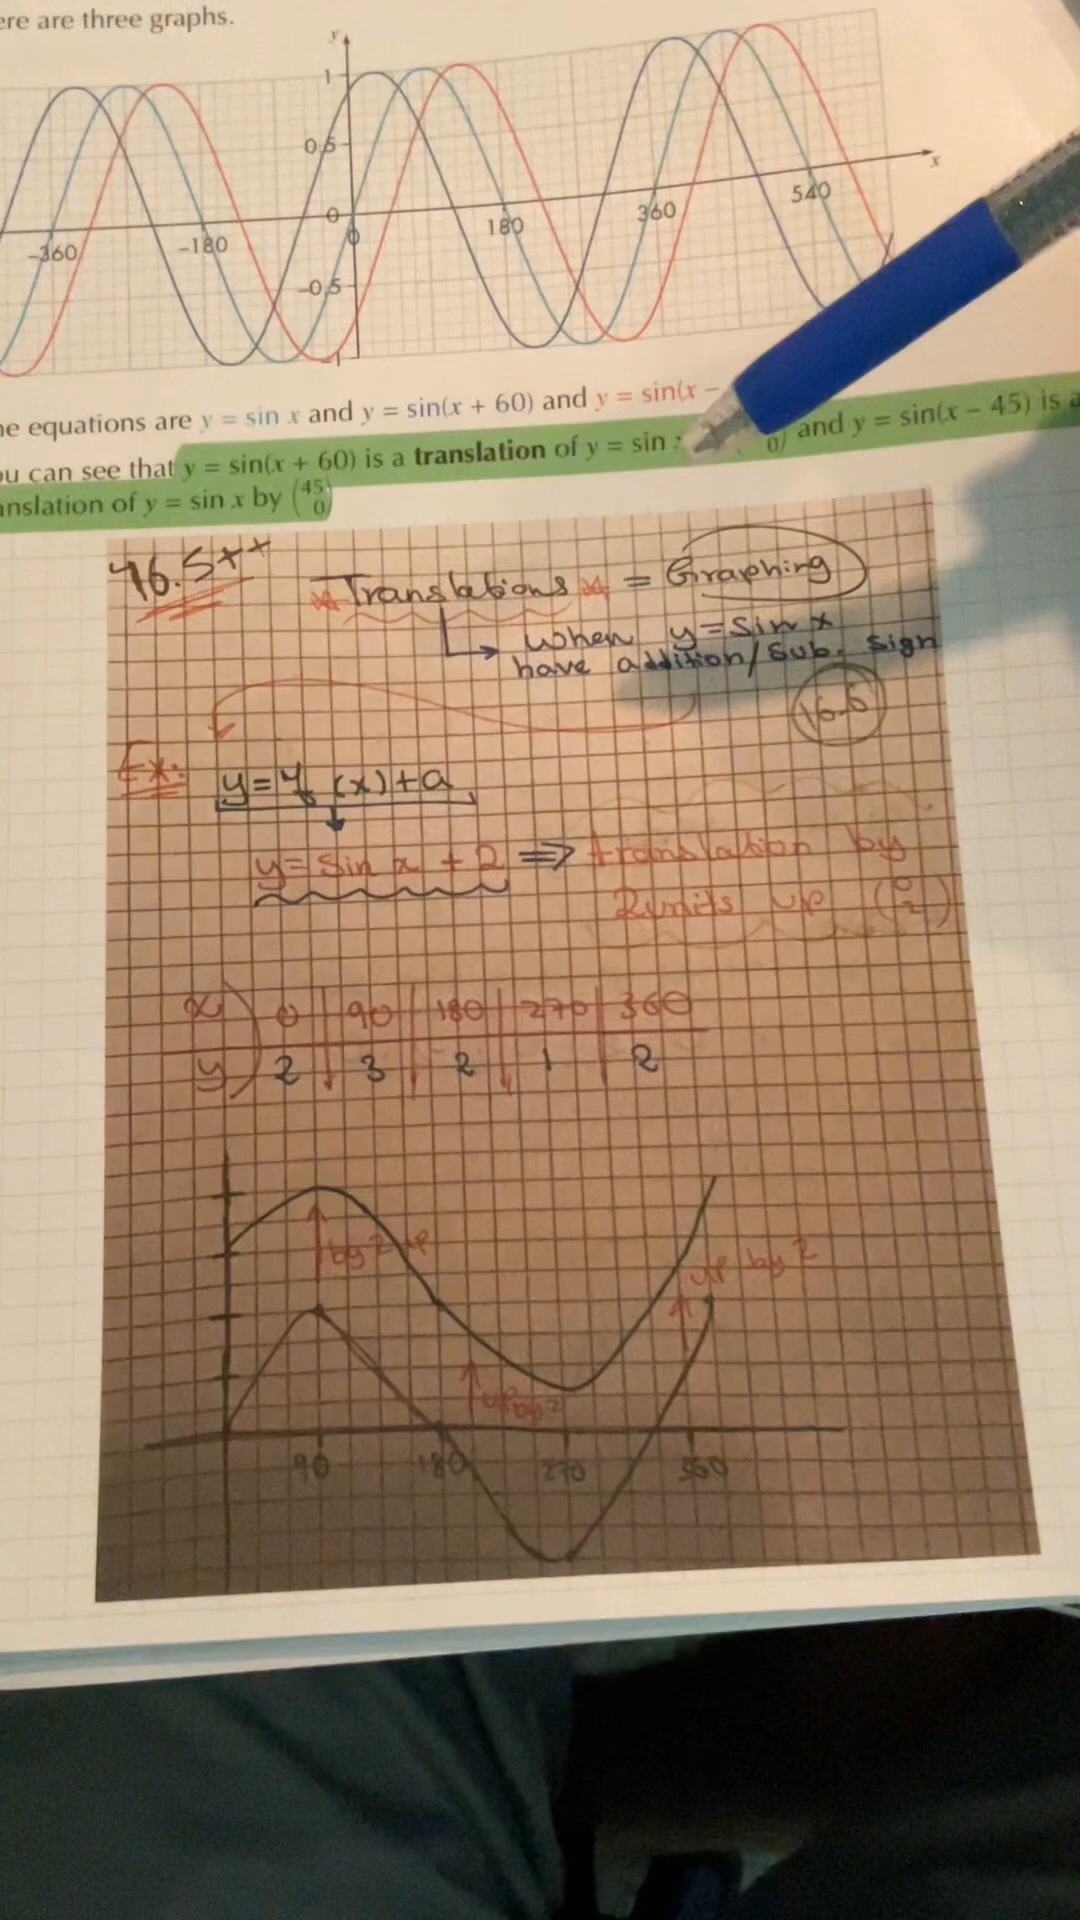 ere are three graphs.
y
1
0,5
0
0
-0,5
-1
-360
-180
180
360
540
x
he equations are y = sin x and y = sin(x + 60) and y = sin(x −
ou can see that y = sin(x + 60) is a translation of y = sin 0) and y = sin(x − 45) is a
anslation of y = sin x by (45 0)
16.5++
Translations = Graphing
when y=sin x
have addition/sub. sign
16.6
Ex:
y= f (x)+a
y= sin x + 2 ⇒ translation by
2 units up (0 2)
x 0 90 180 270 360
y 2 3 2 1 2
by 2 up
up by 2
up by 2
90 180 270 360